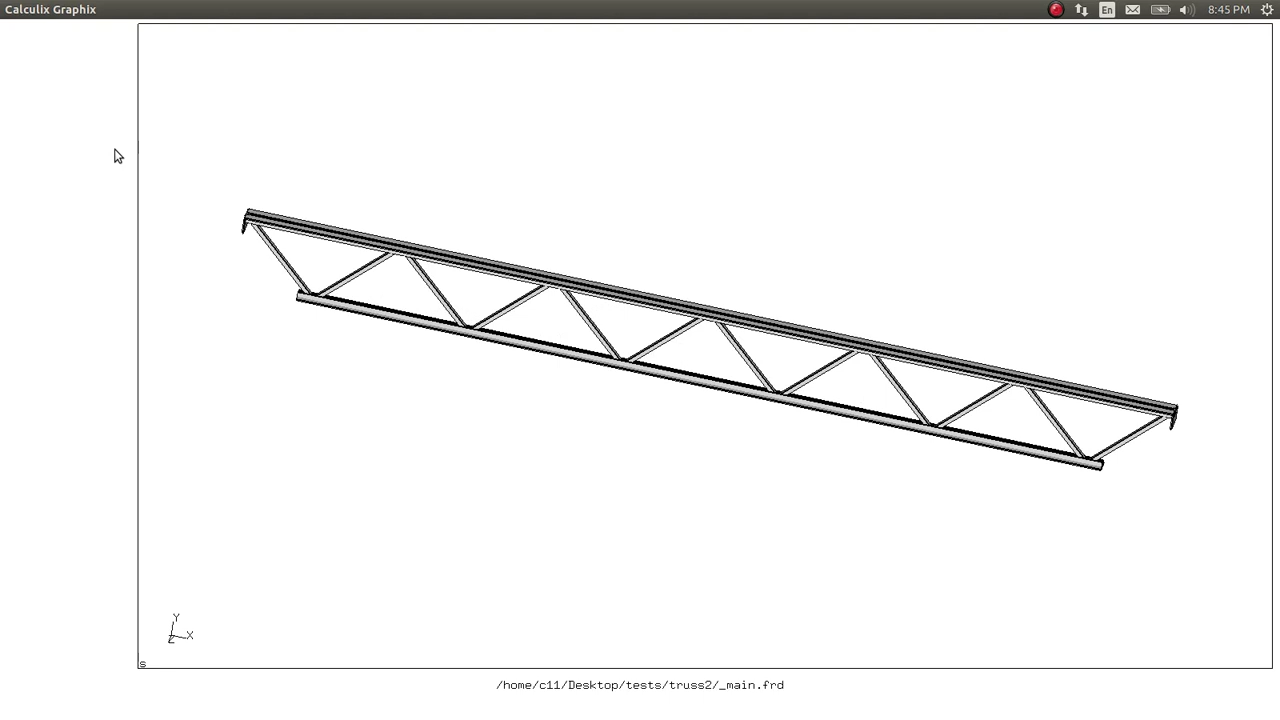 Calculix Graphix
En
8:45 PM
Y
X
Z
s
/home/c11/Desktop/tests/truss2/_main.frd